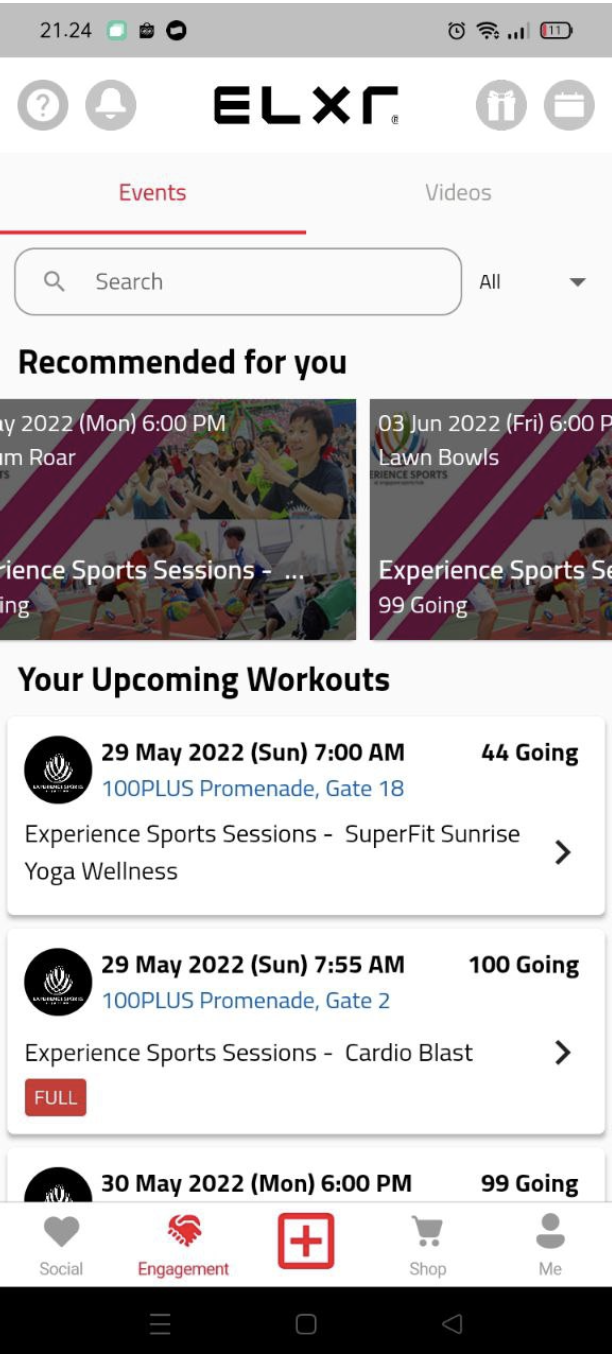 21.24
11
ELXR
Events
Videos
Search
All
Recommended for you
2022 (Mon) 6:00 PM
Roar
Sports Sessions - ...
03 Jun 2022 (Fri) 6:00 P
Lawn Bowls
Experience Sports Se
99 Going
Your Upcoming Workouts
29 May 2022 (Sun) 7:00 AM
44 Going
100PLUS Promenade, Gate 18
Experience Sports Sessions - SuperFit Sunrise
Yoga Wellness
29 May 2022 (Sun) 7:55 AM
100 Going
100PLUS Promenade, Gate 2
Experience Sports Sessions - Cardio Blast
FULL
30 May 2022 (Mon) 6:00 PM
99 Going
Social
Engagement
Shop
Me